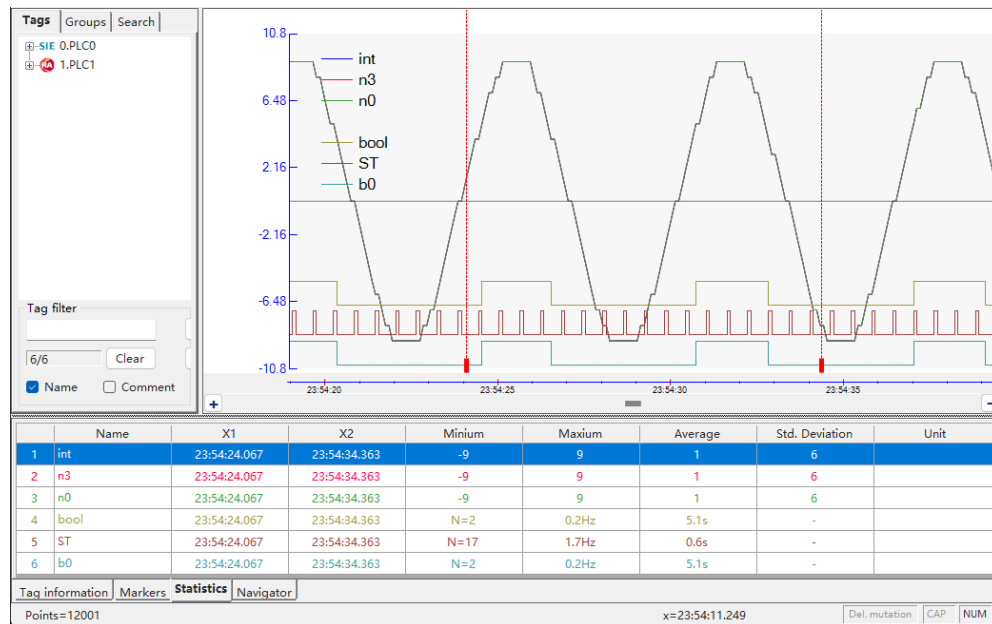 Tags Groups Search
SIE 0.PLC0
RA 1.PLC1
Tag filter
6/6 Clear
Name Comment
10.8
6.48
2.16
-2.16
-6.48
-10.8
int
n3
n0
bool
ST
b0
23:54:20 23:54:25 23:54:30 23:54:35
+ −
Name X1 X2 Minium Maxium Average Std. Deviation Unit
1 int 23:54:24.067 23:54:34.363 -9 9 1 6
2 n3 23:54:24.067 23:54:34.363 -9 9 1 6
3 n0 23:54:24.067 23:54:34.363 -9 9 1 6
4 bool 23:54:24.067 23:54:34.363 N=2 0.2Hz 5.1s -
5 ST 23:54:24.067 23:54:34.363 N=17 1.7Hz 0.6s -
6 b0 23:54:24.067 23:54:34.363 N=2 0.2Hz 5.1s -
Tag information Markers Statistics Navigator
Points=12001 x=23:54:11.249 Del. mutation CAP NUM